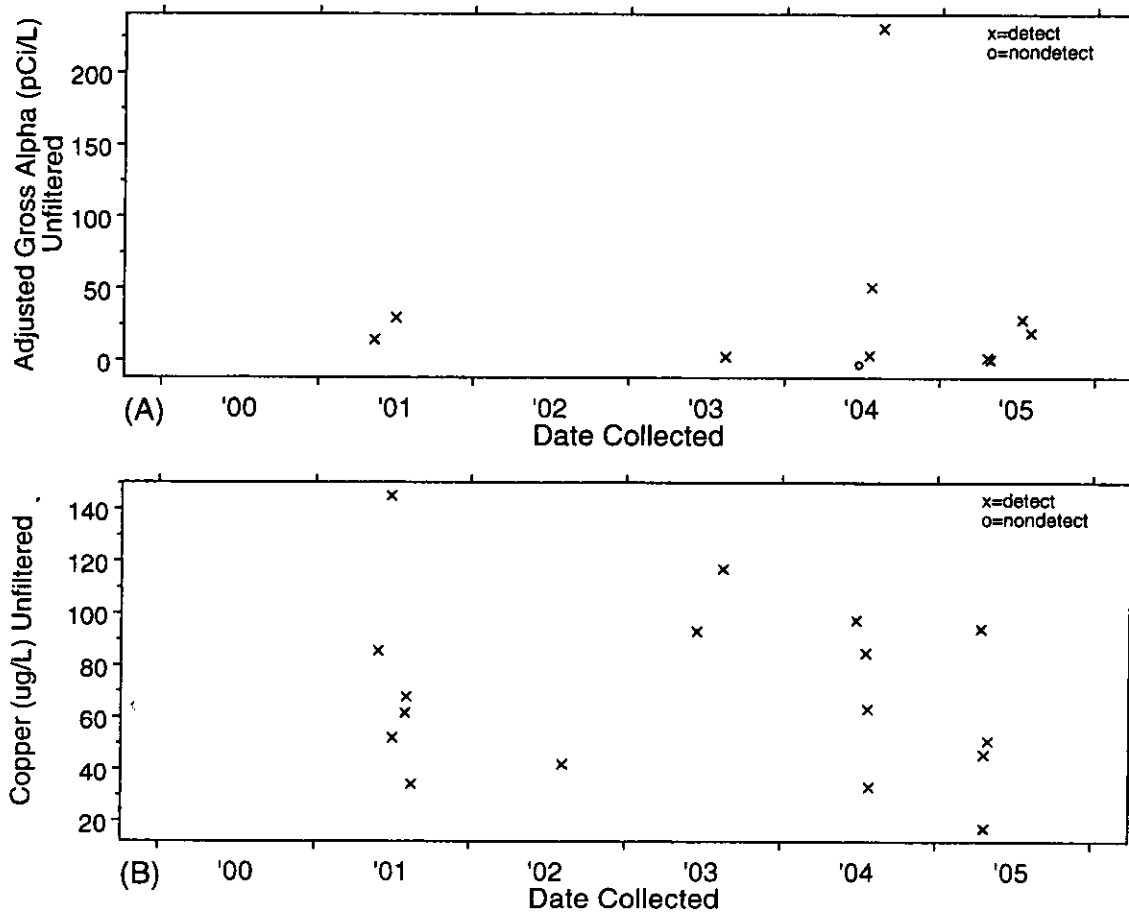 Adjusted Gross Alpha (pCi/L)
Unfiltered
200
150
100
50
0
x=detect
o=nondetect
(A)
'00 '01 '02 '03 '04 '05
Date Collected
Copper (ug/L) Unfiltered
140
120
100
80
60
40
20
x=detect
o=nondetect
(B)
'00 '01 '02 '03 '04 '05
Date Collected